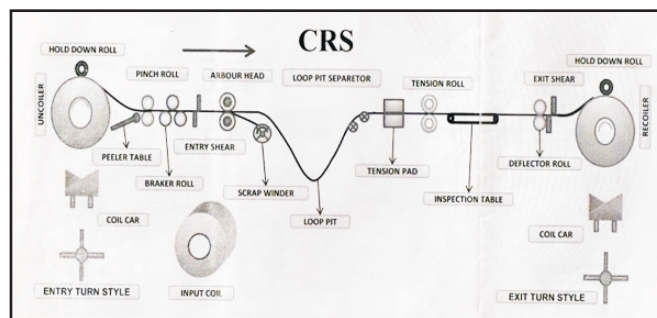 CRS
HOLD DOWN ROLL
PINCH ROLL
ARBOUR HEAD
LOOP PIT SEPARETOR
TENSION ROLL
EXIT SHEAR
HOLD DOWN ROLL
UNCOILER
RECOILER
PEELER TABLE
ENTRY SHEAR
BRAKER ROLL
SCRAP WINDER
TENSION PAD
DEFLECTOR ROLL
INSPECTION TABLE
LOOP PIT
COIL CAR
COIL CAR
ENTRY TURN STYLE
INPUT COIL
EXIT TURN STYLE